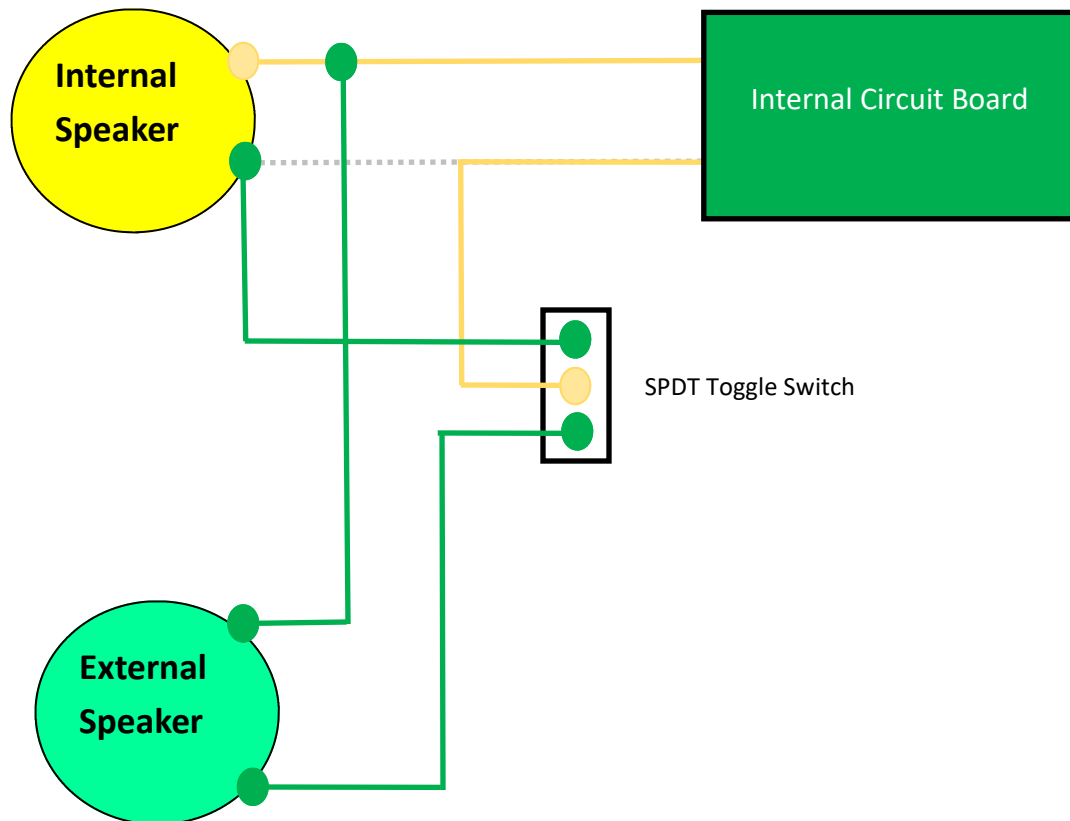 Internal
Speaker
Internal Circuit Board
SPDT Toggle Switch
External
Speaker